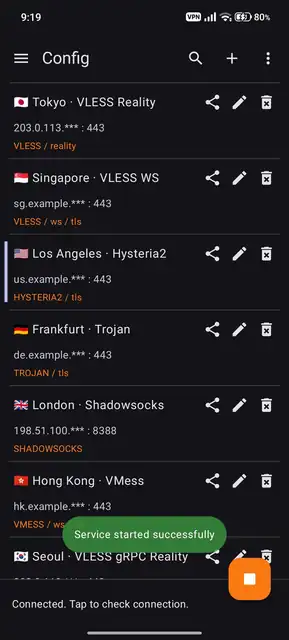 9:19
VPN
80%
Config
🇯🇵 Tokyo · VLESS Reality
203.0.113.*** : 443
VLESS / reality
🇸🇬 Singapore · VLESS WS
sg.example.*** : 443
VLESS / ws / tls
🇺🇸 Los Angeles · Hysteria2
us.example.*** : 443
HYSTERIA2 / tls
🇩🇪 Frankfurt · Trojan
de.example.*** : 443
TROJAN / tls
🇬🇧 London · Shadowsocks
198.51.100.*** : 8388
SHADOWSOCKS
🇭🇰 Hong Kong · VMess
hk.example.*** : 443
VMESS / ws
Service started successfully
🇰🇷 Seoul · VLESS gRPC Reality
Connected. Tap to check connection.